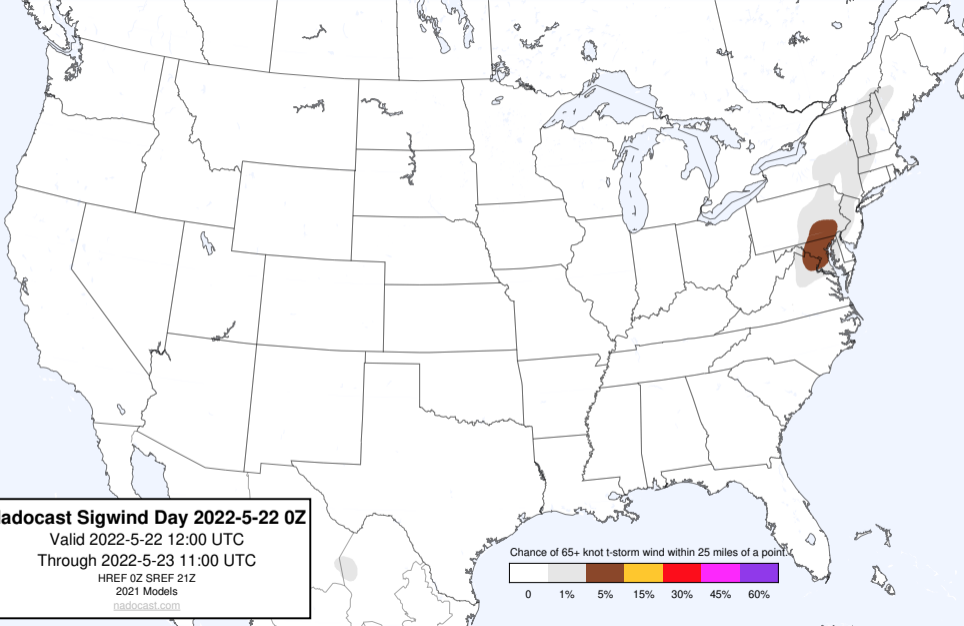 adocast Sigwind Day 2022-5-22 0Z
Valid 2022-5-22 12:00 UTC
Through 2022-5-23 11:00 UTC
HREF 0Z SREF 21Z
2021 Models
nadocast.com
Chance of 65+ knot t-storm wind within 25 miles of a point.
0 1% 5% 15% 30% 45% 60%